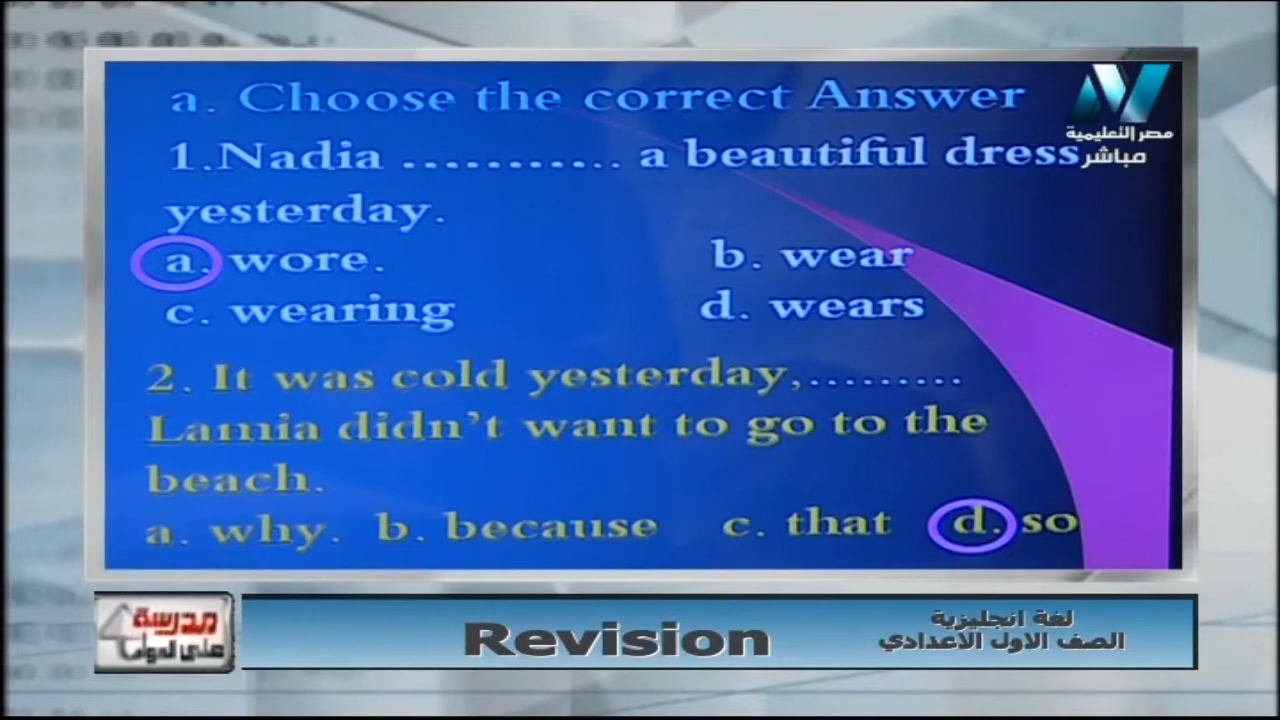 a. Choose the correct Answer
1.Nadia ........... a beautiful dress
yesterday.
a. wore. b. wear
c. wearing d. wears
2. It was cold yesterday,.........
Lamia didn't want to go to the
beach.
a. why. b. because c. that d. so
مصر التعليمية
مباشر
مدرسة
على الهواء
Revision
لغة انجليزية
الصف الاول الاعدادي